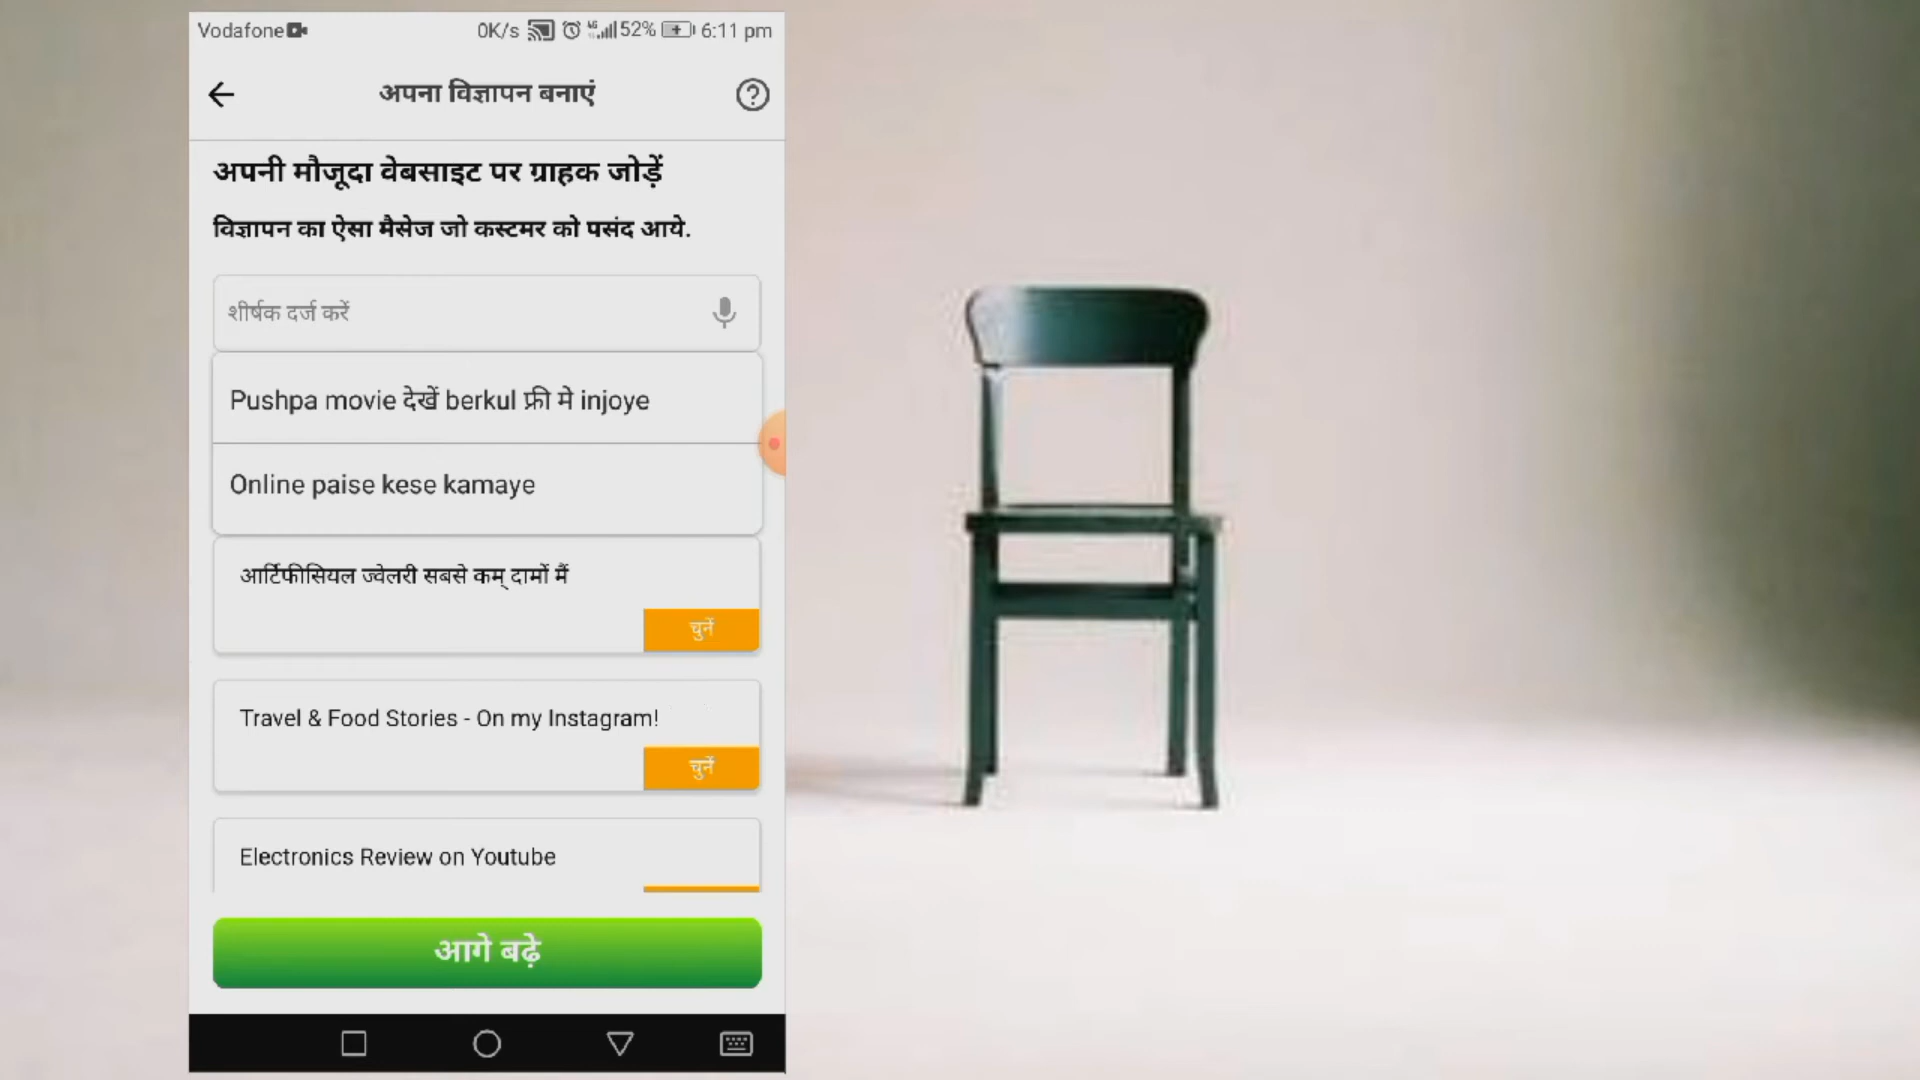 Vodafone 0K/s 4G 52% 6:11 pm
अपना विज्ञापन बनाएं
अपनी मौजूदा वेबसाइट पर ग्राहक जोड़ें
विज्ञापन का ऐसा मैसेज जो कस्टमर को पसंद आये.
शीर्षक दर्ज करें
Pushpa movie देखें berkul फ्री मे injoye
Online paise kese kamaye
आर्टिफीसियल ज्वेलरी सबसे कम् दामों मैं
चुनें
Travel & Food Stories - On my Instagram!
चुनें
Electronics Review on Youtube
आगे बढ़े